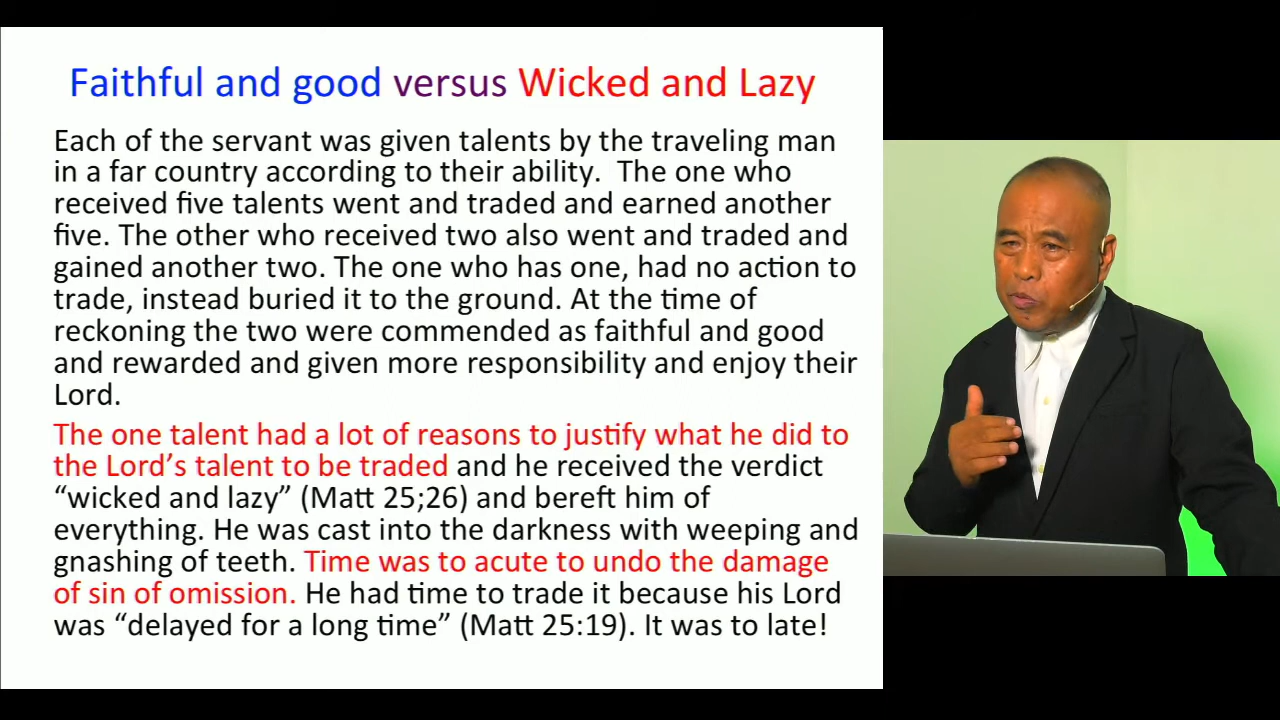 Faithful and good versus Wicked and Lazy
Each of the servant was given talents by the traveling man
in a far country according to their ability.  The one who
received five talents went and traded and earned another
five. The other who received two also went and traded and
gained another two. The one who has one, had no action to
trade, instead buried it to the ground. At the time of
reckoning the two were commended as faithful and good
and rewarded and given more responsibility and enjoy their
Lord.
The one talent had a lot of reasons to justify what he did to
the Lord’s talent to be traded and he received the verdict
“wicked and lazy” (Matt 25;26) and bereft him of
everything. He was cast into the darkness with weeping and
gnashing of teeth. Time was to acute to undo the damage
of sin of omission. He had time to trade it because his Lord
was “delayed for a long time” (Matt 25:19). It was to late!